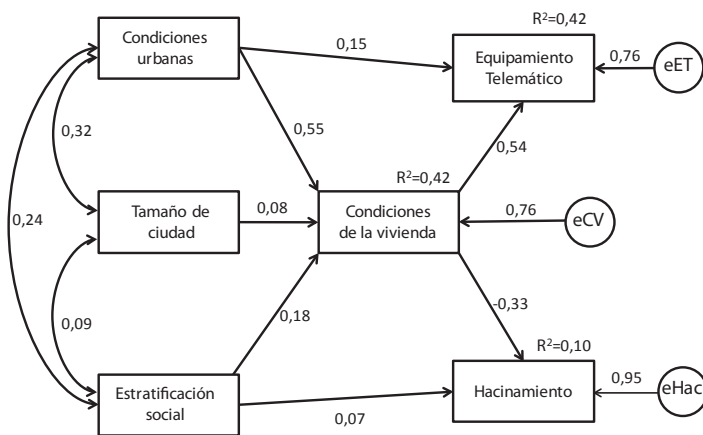 R²=0,42
Condiciones
urbanas
0,15
Equipamiento
Telemático
0,76
eET
0,32
0,55
0,54
R²=0,42
0,24
Tamaño de
ciudad
0,08
Condiciones
de la vivienda
0,76
eCV
0,09
0,18
-0,33
R²=0,10
Estratificación
social
0,07
Hacinamiento
0,95
eHac